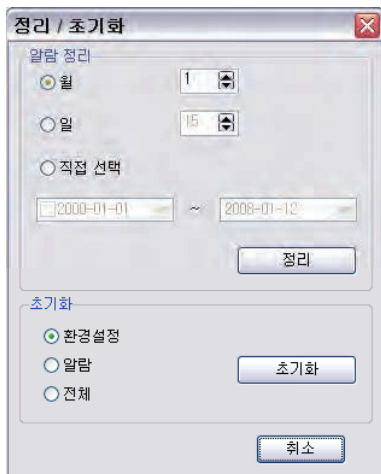 정리 / 초기화
알람 정리
월 1
일 15
직접 선택
2000-01-01 ~ 2008-01-12
정리
초기화
환경설정
알람 초기화
전체
취소